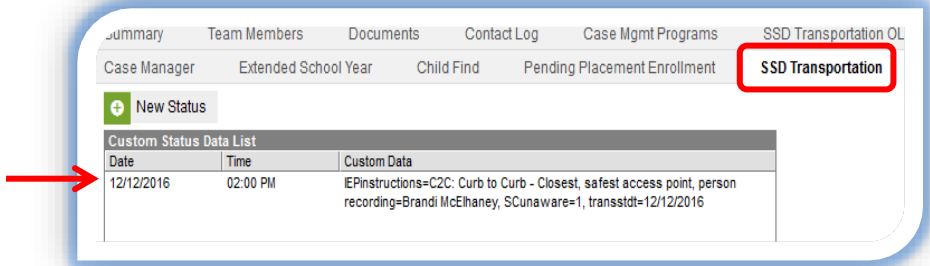 Summary Team Members Documents Contact Log Case Mgmt Programs SSD Transportation OL
Case Manager Extended School Year Child Find Pending Placement Enrollment SSD Transportation
New Status
Custom Status Data List
Date Time Custom Data
12/12/2016 02:00 PM IEPinstructions=C2C: Curb to Curb - Closest, safest access point, person
recording=Brandi McElhaney, SCunaware=1, transstdt=12/12/2016